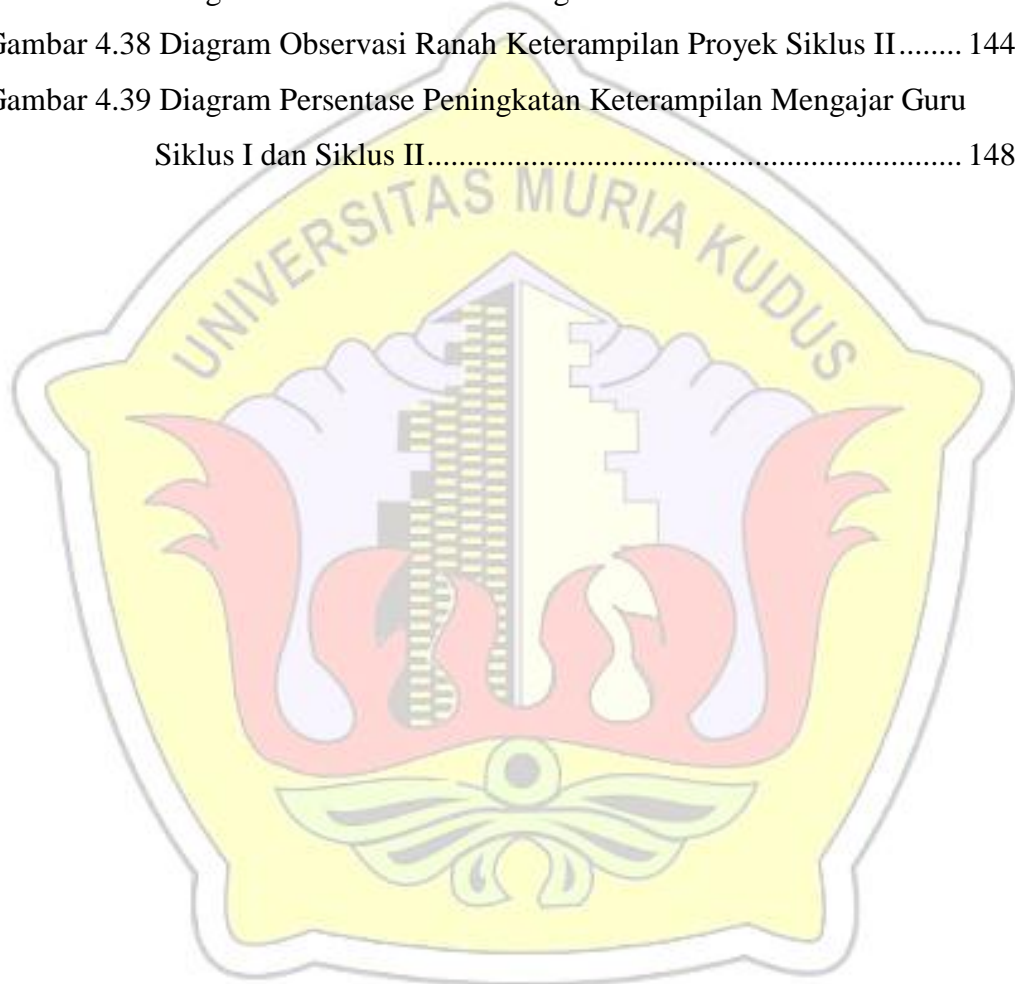 Gambar 4.38 Diagram Observasi Ranah Keterampilan Proyek Siklus II........ 144
Gambar 4.39 Diagram Persentase Peningkatan Keterampilan Mengajar Guru
Siklus I dan Siklus II.................................................................... 148
UNIVERSITAS MURIA KUDUS